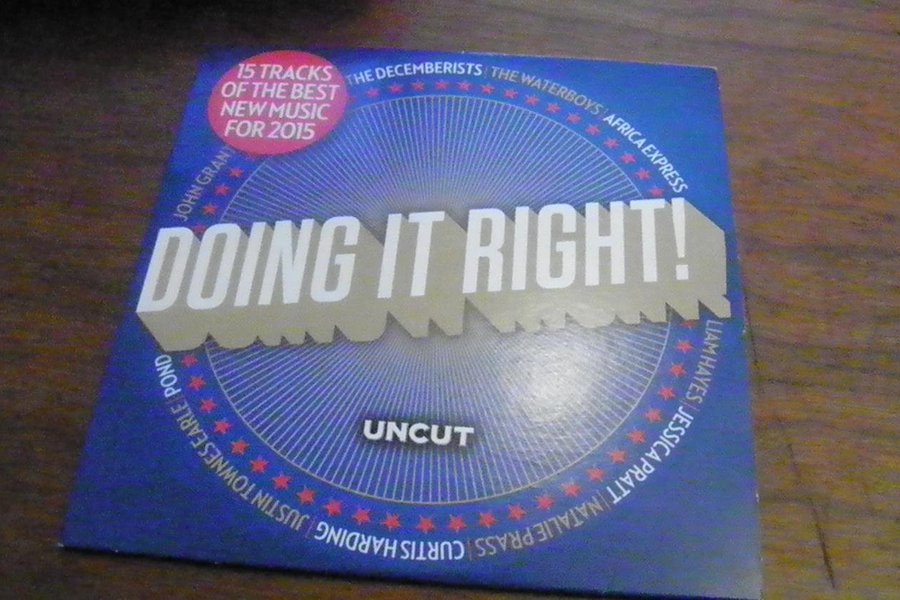 15 TRACKS
OF THE BEST
NEW MUSIC
FOR 2015
JOHN GRANT
THE DECEMBERISTS | THE WATERBOYS | AFRICA EXPRESS
DOING IT RIGHT!
LIAM HAYES | JESSICA PRATT | NATALIE PRASS | CURTIS HARDING | JUSTIN TOWNES EARLE | POND
UNCUT